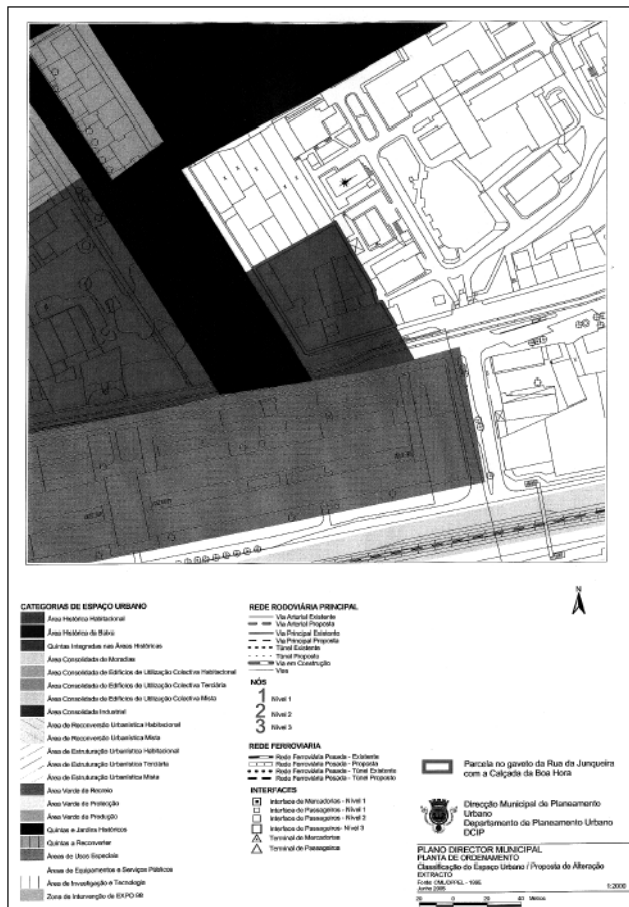 CATEGORIAS DE ESPAÇO URBANO
Área Histórica Habitacional
Área Histórica da Baixa
Quintas Integradas nas Áreas Históricas
Área Consolidada de Moradias
Área Consolidada de Edifícios de Utilização Colectiva Habitacional
Área Consolidada de Edifícios de Utilização Colectiva Terciária
Área Consolidada de Edifícios de Utilização Colectiva Mista
Área Consolidada Industrial
Área de Reconversão Urbanística Habitacional
Área de Reconversão Urbanística Mista
Área de Estruturação Urbanística Habitacional
Área de Estruturação Urbanística Terciária
Área de Estruturação Urbanística Mista
Área Verde de Recreio
Área Verde de Protecção
Área Verde de Produção
Quintas e Jardins Históricos
Quintas a Reconverter
Áreas de Usos Especiais
Áreas de Equipamentos e Serviços Públicos
Área de Investigação e Tecnologia
Zona de Intervenção da EXPO 98
REDE RODOVIÁRIA PRINCIPAL
Via Arterial Existente
Via Arterial Proposta
Via Principal Existente
Via Principal Proposta
Túnel Existente
Túnel Proposto
Via em Construção
Vias
NÓS
1 Nível 1
2 Nível 2
3 Nível 3
REDE FERROVIARIA
Rede Ferroviária Pesada - Existente
Rede Ferroviária Pesada - Proposta
Rede Ferroviária Pesada - Túnel Existente
Rede Ferroviária Pesada - Túnel Proposto
INTERFACES
Interface de Mercadorias - Nível 1
Interface de Passageiros - Nível 1
Interface de Passageiros - Nível 2
Interface de Passageiros - Nível 3
Terminal de Mercadorias
Terminal de Passageiros
N
Parcela no gaveto da Rua da Junqueira
com a Calçada da Boa Hora
Direcção Municipal de Planeamento
Urbano
Departamento de Planeamento Urbano
DCIP
PLANO DIRECTOR MUNICIPAL
PLANTA DE ORDENAMENTO
Classificação do Espaço Urbano / Proposta de Alteração
EXTRACTO
Junho 2005
1:2000
20 0 20 40 Metros